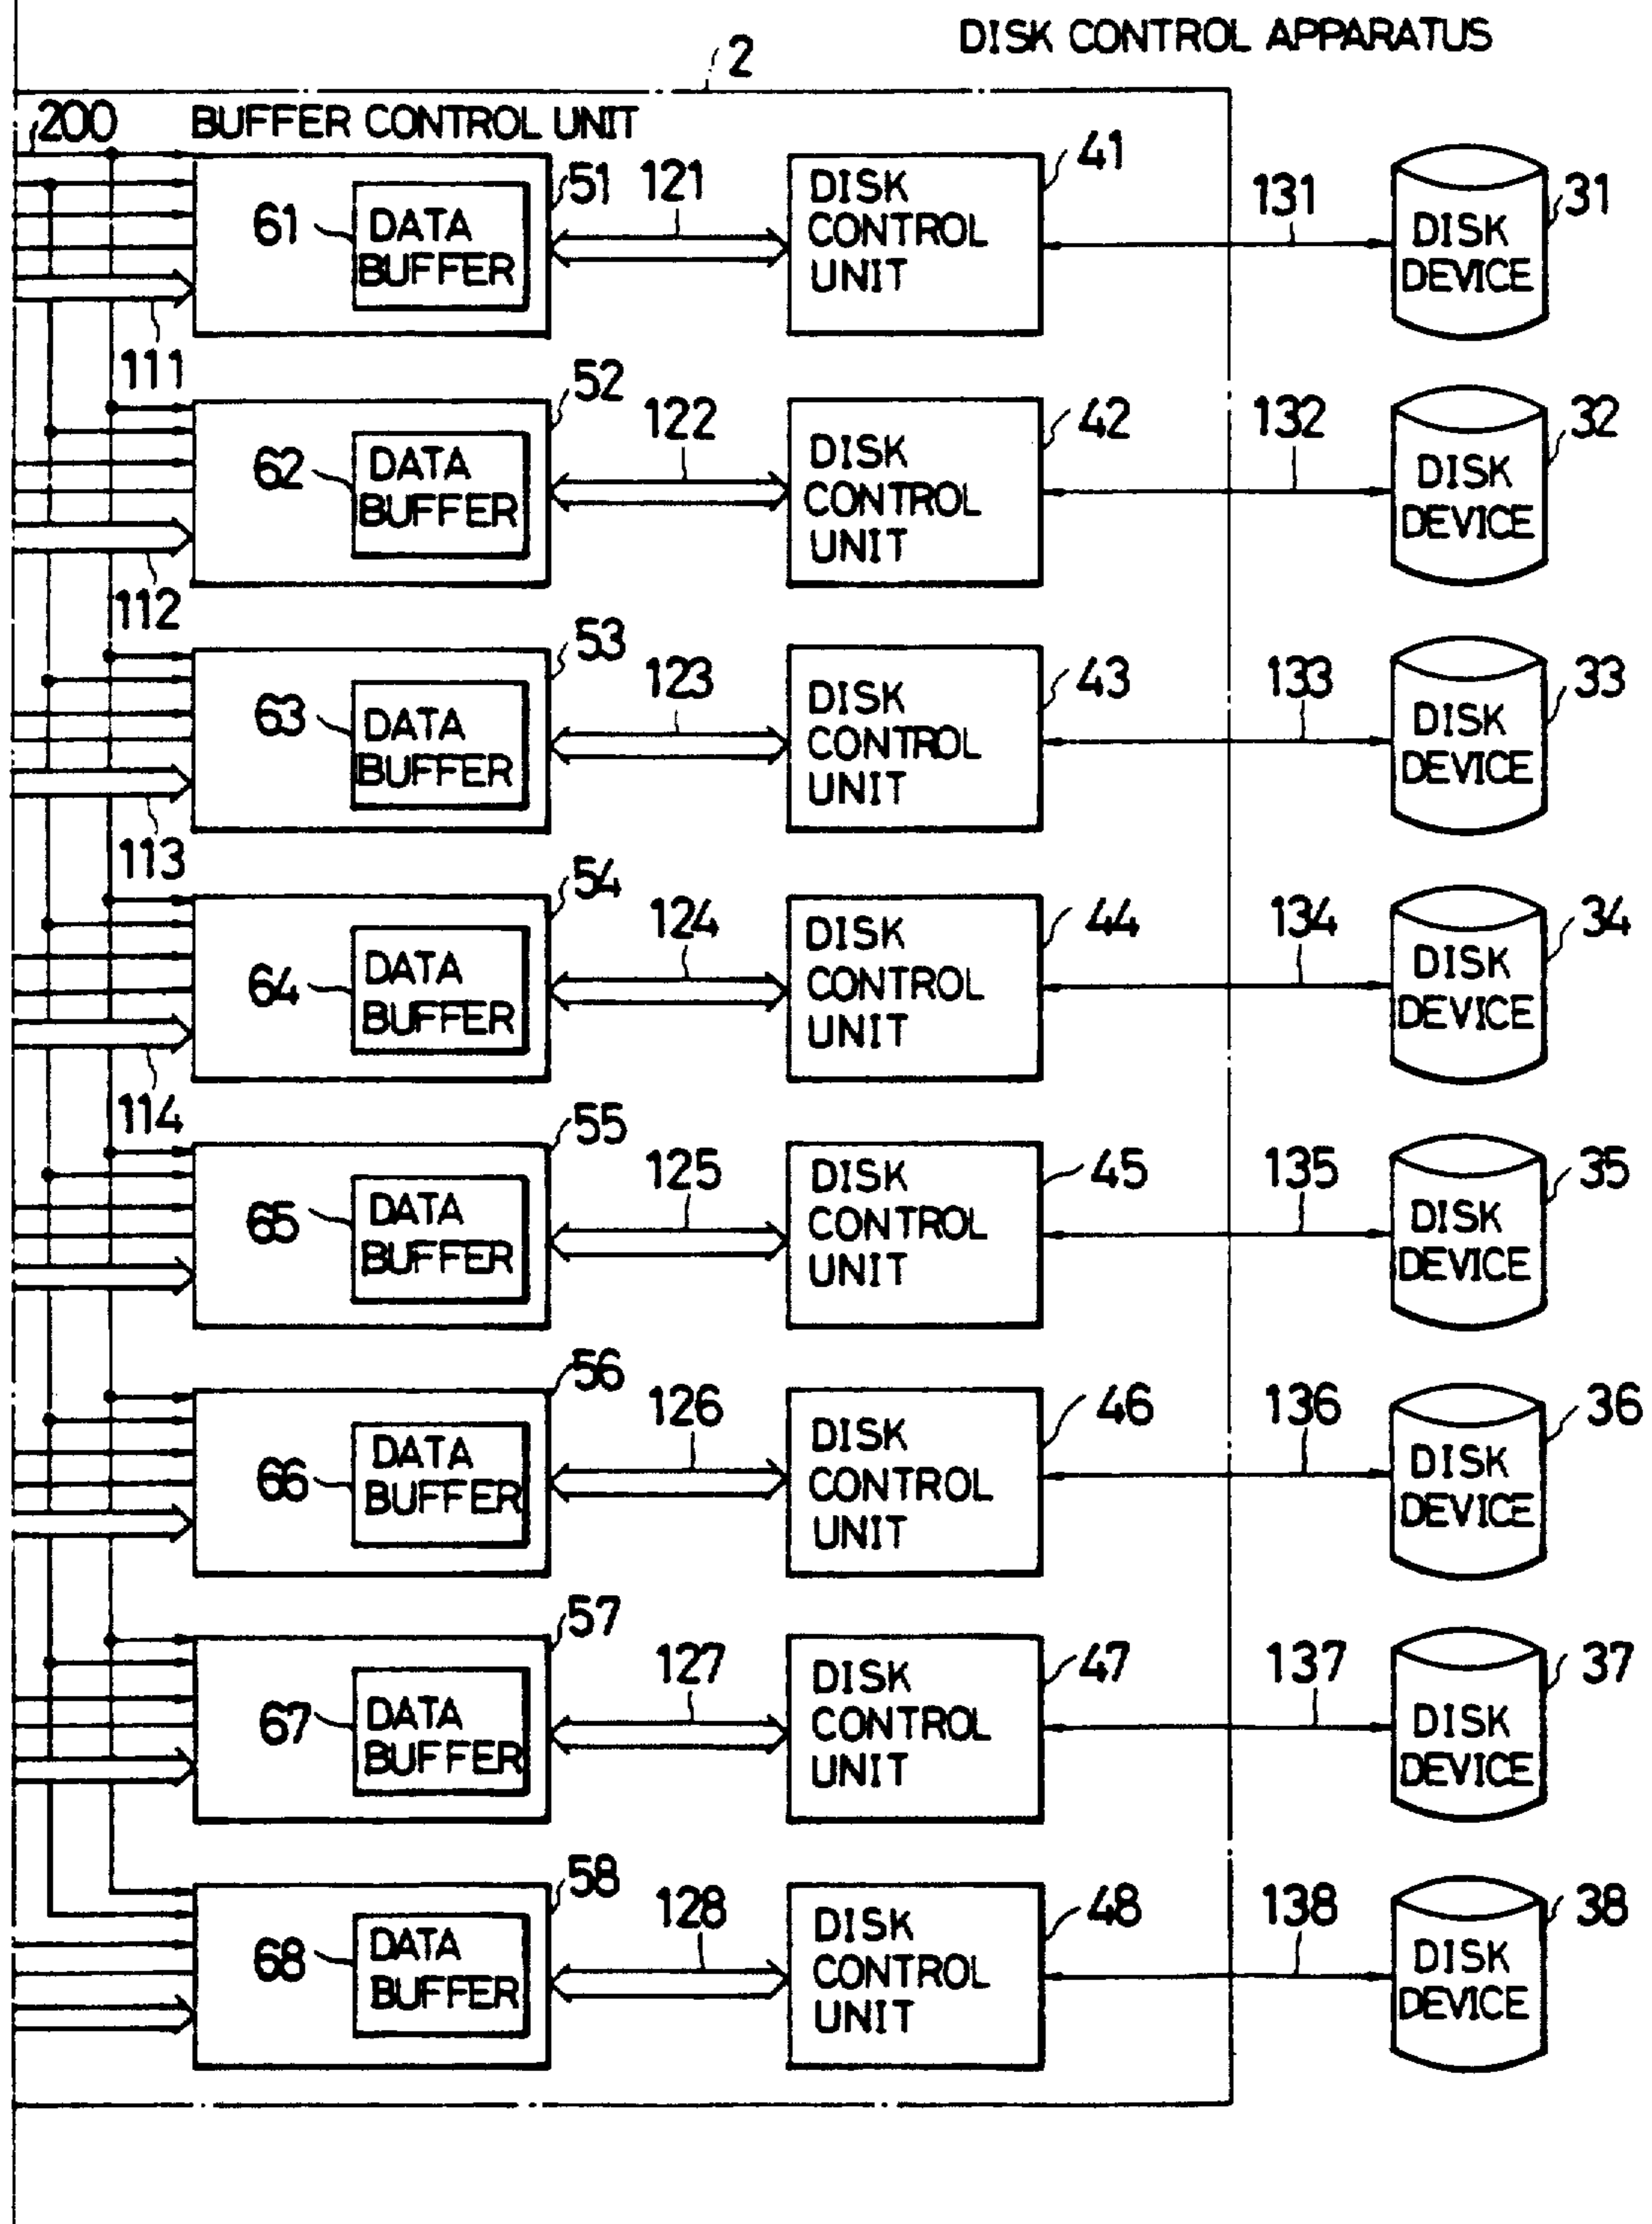 DISK CONTROL APPARATUS
2
200
BUFFER CONTROL UNIT
51
61
DATA
BUFFER
121
DISK
CONTROL
UNIT
41
131
DISK
DEVICE
31
111
52
62
DATA
BUFFER
122
DISK
CONTROL
UNIT
42
132
DISK
DEVICE
32
112
53
63
DATA
BUFFER
123
DISK
CONTROL
UNIT
43
133
DISK
DEVICE
33
113
54
64
DATA
BUFFER
124
DISK
CONTROL
UNIT
44
134
DISK
DEVICE
34
114
55
65
DATA
BUFFER
125
DISK
CONTROL
UNIT
45
135
DISK
DEVICE
35
56
66
DATA
BUFFER
126
DISK
CONTROL
UNIT
46
136
DISK
DEVICE
36
57
67
DATA
BUFFER
127
DISK
CONTROL
UNIT
47
137
DISK
DEVICE
37
58
68
DATA
BUFFER
128
DISK
CONTROL
UNIT
48
138
DISK
DEVICE
38